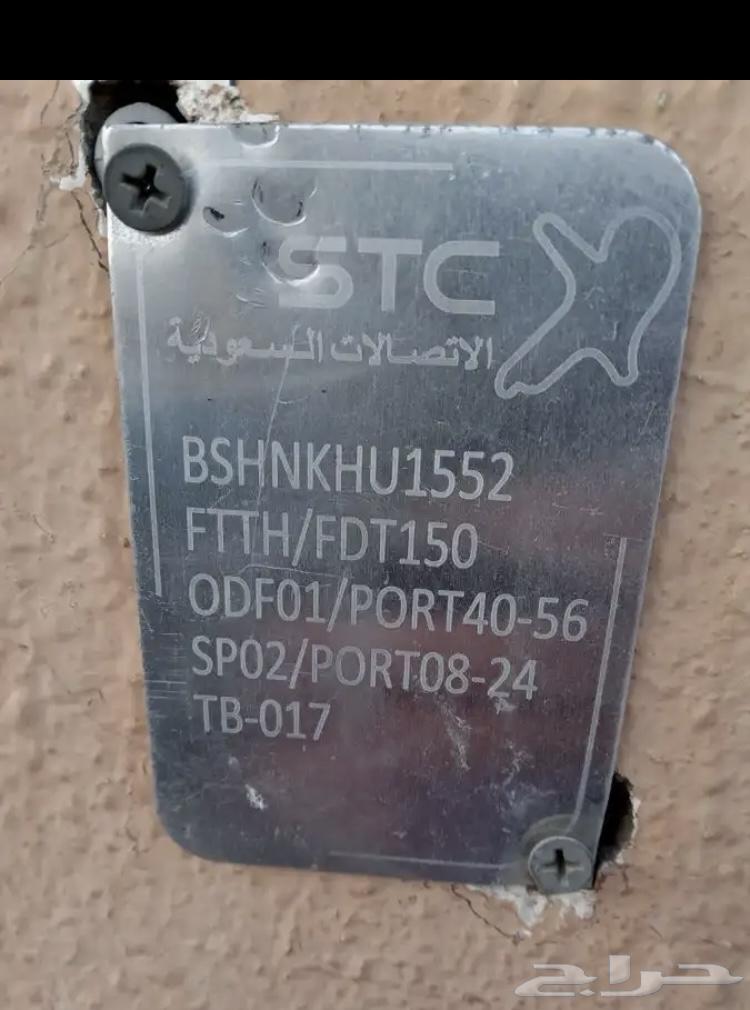 STC
الاتصالات السعودية
BSHNKHU1552
FTTH/FDT150
ODF01/PORT40-56
SP02/PORT08-24
TB-017
حراج